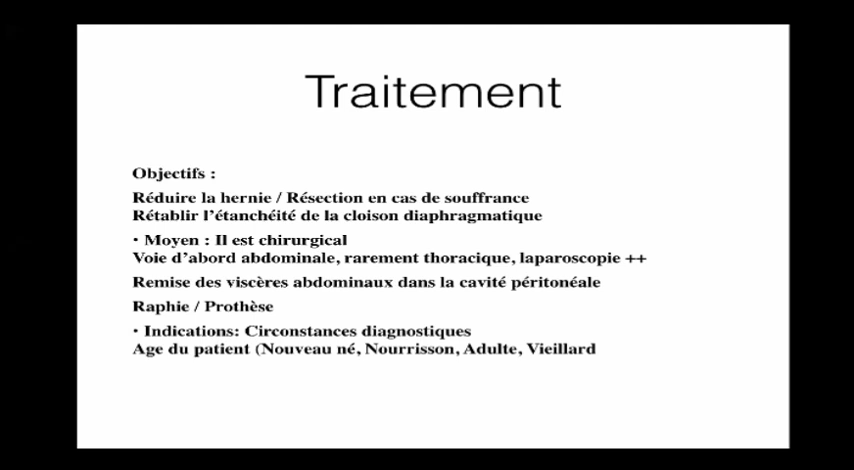 Traitement
Objectifs :
Réduire la hernie / Résection en cas de souffrance
Rétablir l'étanchéité de la cloison diaphragmatique
• Moyen : Il est chirurgical
Voie d'abord abdominale, rarement thoracique, laparoscopie ++
Remise des viscères abdominaux dans la cavité péritonéale
Raphie / Prothèse
• Indications: Circonstances diagnostiques
Age du patient (Nouveau né, Nourrisson, Adulte, Vieillard